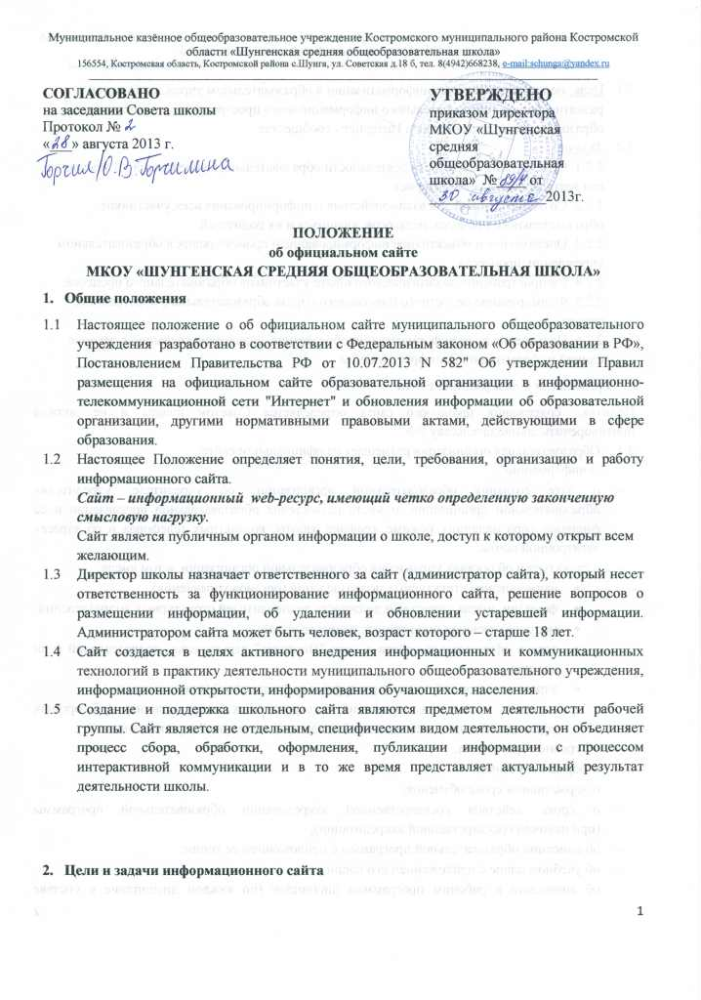 Муниципальное казённое общеобразовательное учреждение Костромского муниципального района Костромской
области «Шунгенская средняя общеобразовательная школа»
156554, Костромская область, Костромской района с.Шунга, ул. Советская д.18 б, тел. 8(4942)668238, e-mail:schunga@yandex.ru
СОГЛАСОВАНО
на заседании Совета школы
Протокол № 2
«28» августа 2013 г.
УТВЕРЖДЕНО
приказом директора
МКОУ «Шунгенская
средняя
общеобразовательная
школа» № 89/4 от
30 августа 2013г.
ПОЛОЖЕНИЕ
об официальном сайте
МКОУ «ШУНГЕНСКАЯ СРЕДНЯЯ ОБЩЕОБРАЗОВАТЕЛЬНАЯ ШКОЛА»
1. Общие положения
1.1 Настоящее положение о об официальном сайте муниципального общеобразовательного
учреждения разработано в соответствии с Федеральным законом «Об образовании в РФ»,
Постановлением Правительства РФ от 10.07.2013 N 582" Об утверждении Правил
размещения на официальном сайте образовательной организации в информационно-
телекоммуникационной сети "Интернет" и обновления информации об образовательной
организации, другими нормативными правовыми актами, действующими в сфере
образования.
1.2 Настоящее Положение определяет понятия, цели, требования, организацию и работу
информационного сайта.
Сайт – информационный web-ресурс, имеющий четко определенную законченную
смысловую нагрузку.
Сайт является публичным органом информации о школе, доступ к которому открыт всем
желающим.
1.3 Директор школы назначает ответственного за сайт (администратор сайта), который несет
ответственность за функционирование информационного сайта, решение вопросов о
размещении информации, об удалении и обновлении устаревшей информации.
Администратором сайта может быть человек, возраст которого – старше 18 лет.
1.4 Сайт создается в целях активного внедрения информационных и коммуникационных
технологий в практику деятельности муниципального общеобразовательного учреждения,
информационной открытости, информирования обучающихся, населения.
1.5 Создание и поддержка школьного сайта являются предметом деятельности рабочей
группы. Сайт является не отдельным, специфическим видом деятельности, он объединяет
процесс сбора, обработки, оформления, публикации информации с процессом
интерактивной коммуникации и в то же время представляет актуальный результат
деятельности школы.
2. Цели и задачи информационного сайта
1